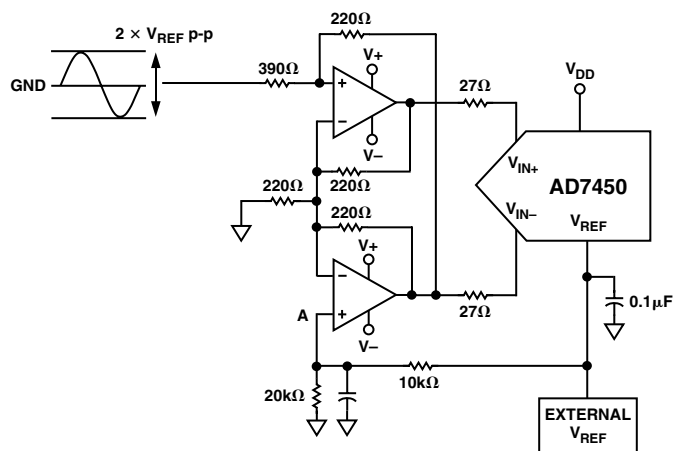 2 × VREF p-p
GND
390Ω
220Ω
V+
+
−
V−
220Ω
220Ω
220Ω
V+
−
+
A
V−
27Ω
27Ω
VDD
VIN+
AD7450
VIN−
VREF
0.1μF
20kΩ
10kΩ
EXTERNAL
VREF